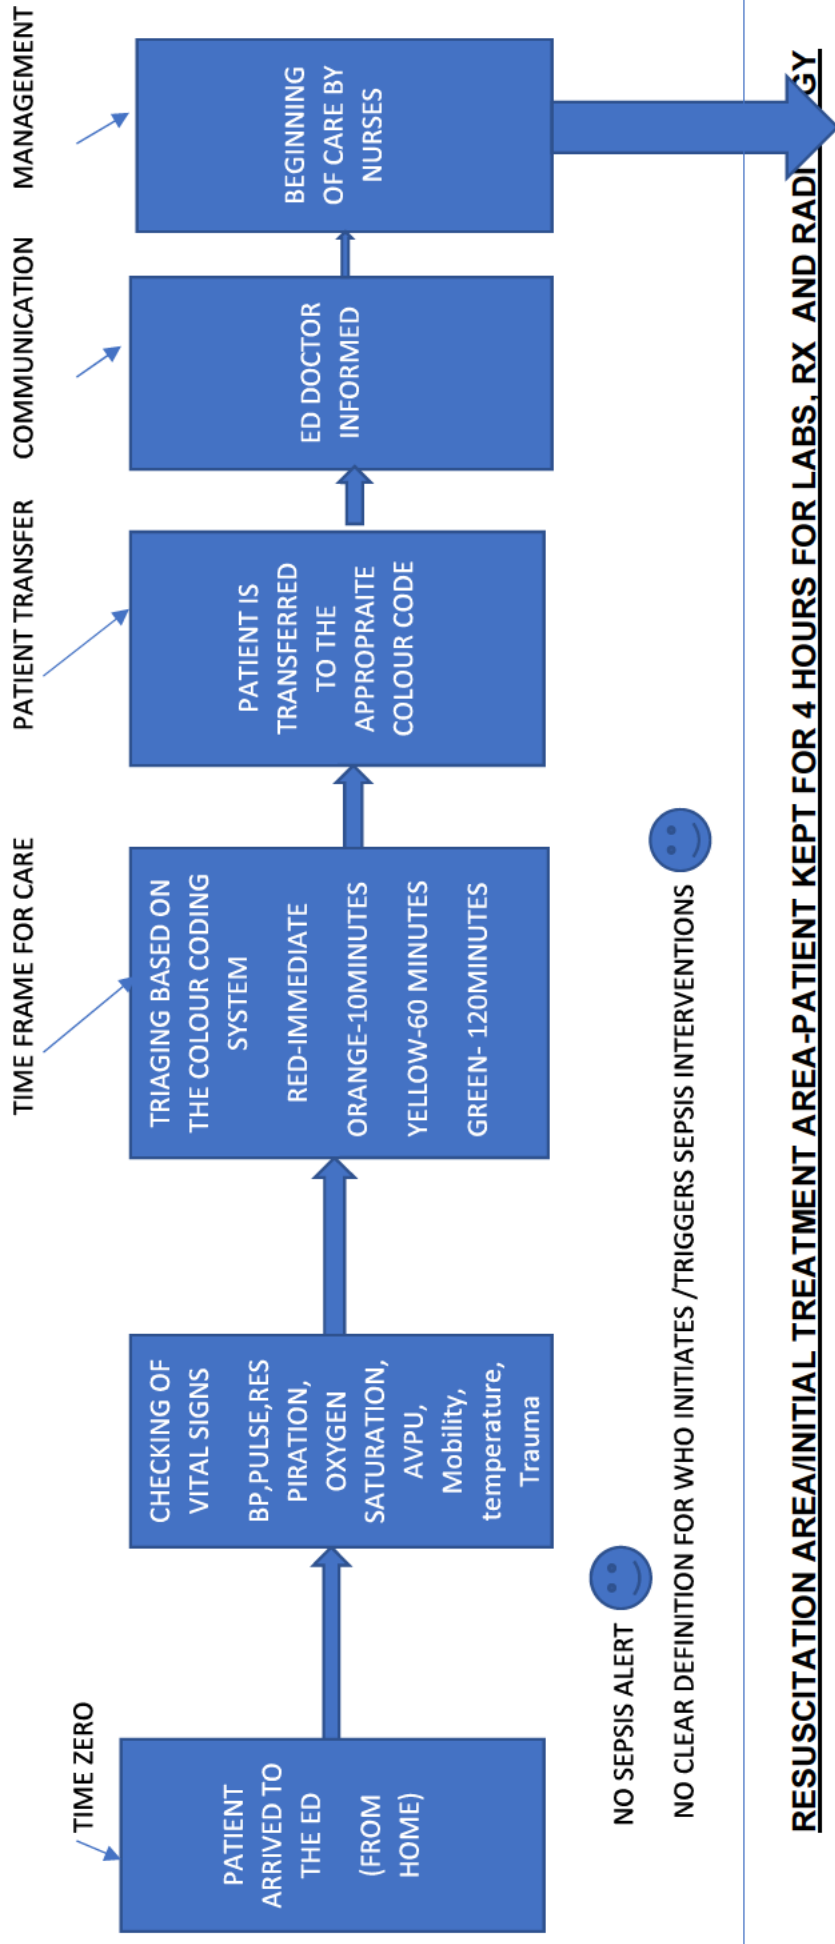 TIME ZERO
TIME FRAME FOR CARE
PATIENT TRANSFER
COMMUNICATION
MANAGEMENT
PATIENT
ARRIVED TO
THE ED
(FROM
HOME)
CHECKING OF
VITAL SIGNS
BP,PULSE,RES
PIRATION,
OXYGEN
SATURATION,
AVPU,
Mobility,
temperature,
Trauma
TRIAGING BASED ON
THE COLOUR CODING
SYSTEM
RED-IMMEDIATE
ORANGE-10MINUTES
YELLOW-60 MINUTES
GREEN- 120MINUTES
PATIENT IS
TRANSFERRED
TO THE
APPROPRAITE
COLOUR CODE
ED DOCTOR
INFORMED
BEGINNING
OF CARE BY
NURSES
NO SEPSIS ALERT
NO CLEAR DEFINITION FOR WHO INITIATES /TRIGGERS SEPSIS INTERVENTIONS
RESUSCITATION AREA/INITIAL TREATMENT AREA-PATIENT KEPT FOR 4 HOURS FOR LABS, RX AND